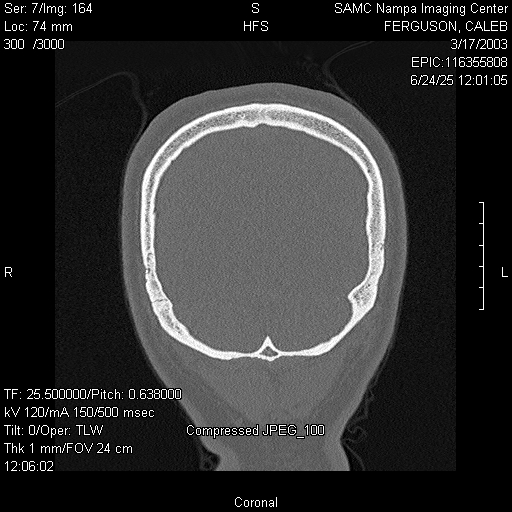 Ser: 7/Img: 164
Loc: 74 mm
300 /3000
S
HFS
SAMC Nampa Imaging Center
FERGUSON, CALEB
3/17/2003
EPIC:116355808
6/24/25 12:01:05
R
L
TF: 25.500000/Pitch: 0.638000
kV 120/mA 150/500 msec
Tilt: 0/Oper: TLW
Thk 1 mm/FOV 24 cm
12:06:02
Compressed JPEG_100
Coronal